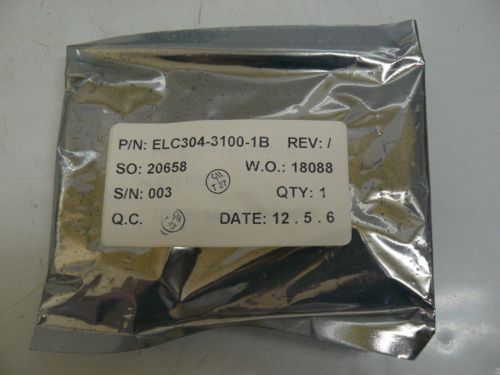 P/N: ELC304-3100-1B REV: /
SO: 20658 W.O.: 18088
S/N: 003 QTY: 1
Q.C. DATE: 12 . 5 . 6